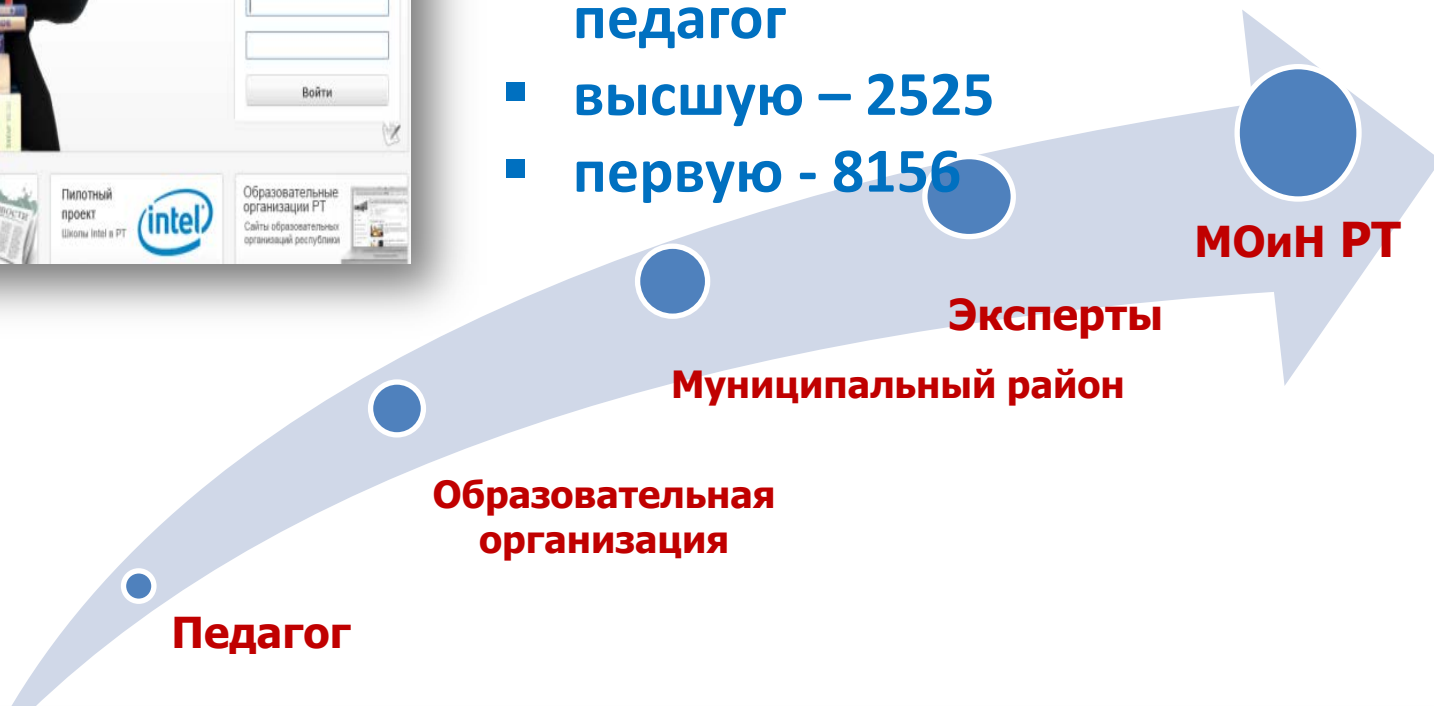 Войти
Пилотный
проект
Школы Intel в РТ
intel
Образовательные
организации РТ
Сайты образовательных
организаций республики
педагог
▪ высшую – 2525
▪ первую - 8156
МОиН РТ
Эксперты
Муниципальный район
Образовательная
организация
Педагог